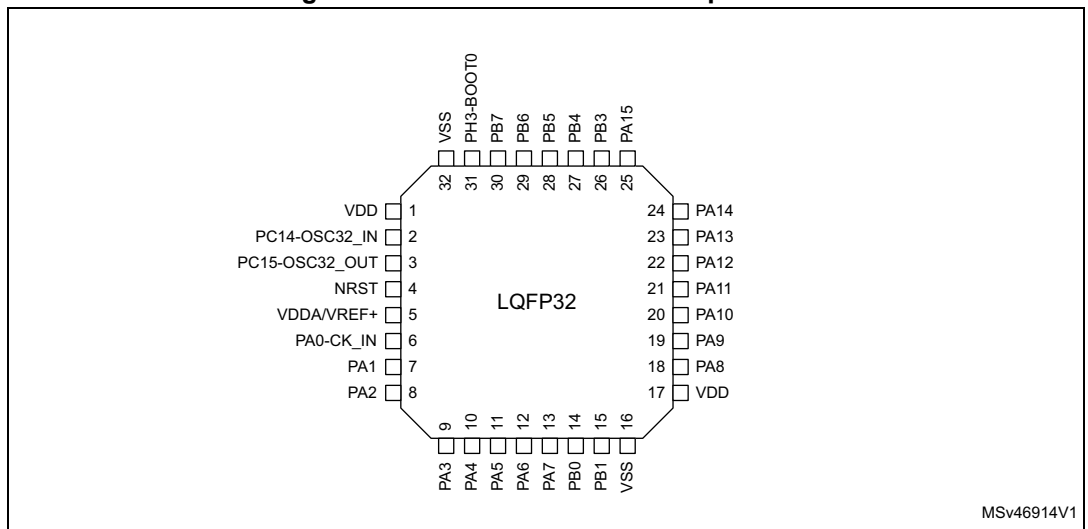 VSS
PH3-BOOT0
PB7
PB6
PB5
PB4
PB3
PA15
32
31
30
29
28
27
26
25
VDD 1
PC14-OSC32_IN 2
PC15-OSC32_OUT 3
NRST 4
VDDA/VREF+ 5
PA0-CK_IN 6
PA1 7
PA2 8
LQFP32
24 PA14
23 PA13
22 PA12
21 PA11
20 PA10
19 PA9
18 PA8
17 VDD
9
10
11
12
13
14
15
16
PA3
PA4
PA5
PA6
PA7
PB0
PB1
VSS
MSv46914V1